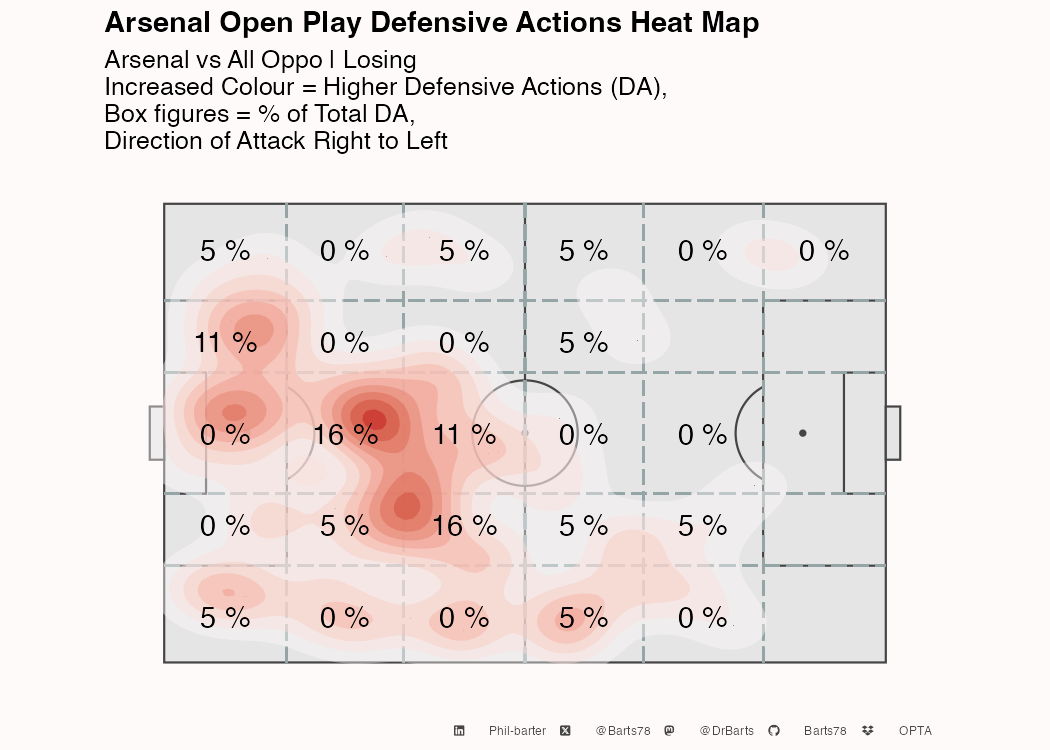 Arsenal Open Play Defensive Actions Heat Map
Arsenal vs All Oppo | Losing
Increased Colour = Higher Defensive Actions (DA),
Box figures = % of Total DA,
Direction of Attack Right to Left
5 % 0 % 5 % 5 % 0 % 0 %
11 % 0 % 0 % 5 %
0 % 16 % 11 % 0 % 0 %
0 % 5 % 16 % 5 % 5 %
5 % 0 % 0 % 5 % 0 %
Phil-barter @Barts78 @DrBarts Barts78 OPTA